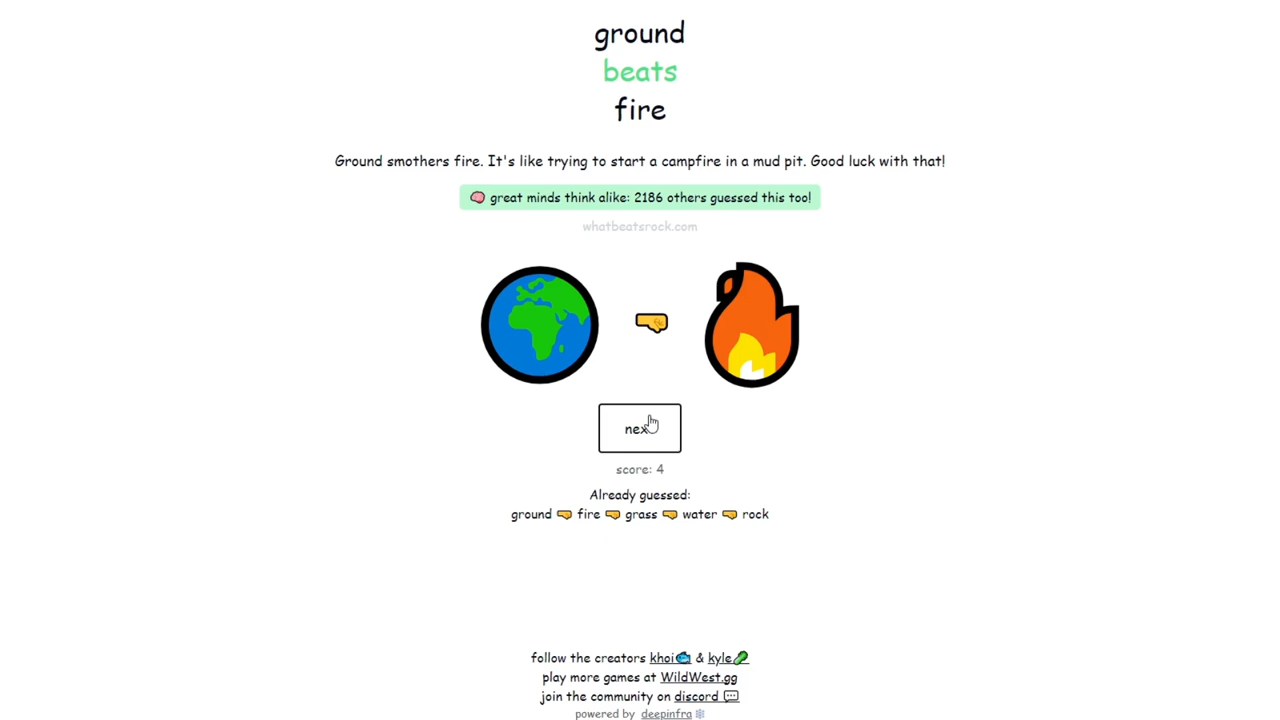 ground
beats
fire
Ground smothers fire. It's like trying to start a campfire in a mud pit. Good luck with that!
great minds think alike: 2186 others guessed this too!
whatbeatsrock.com
nex
score: 4
Already guessed:
ground 🤜 fire 🤜 grass 🤜 water 🤜 rock
follow the creators khoi🐟 & kyle🥒
play more games at WildWest.gg
join the community on discord 💬
powered by deepinfra ⚛